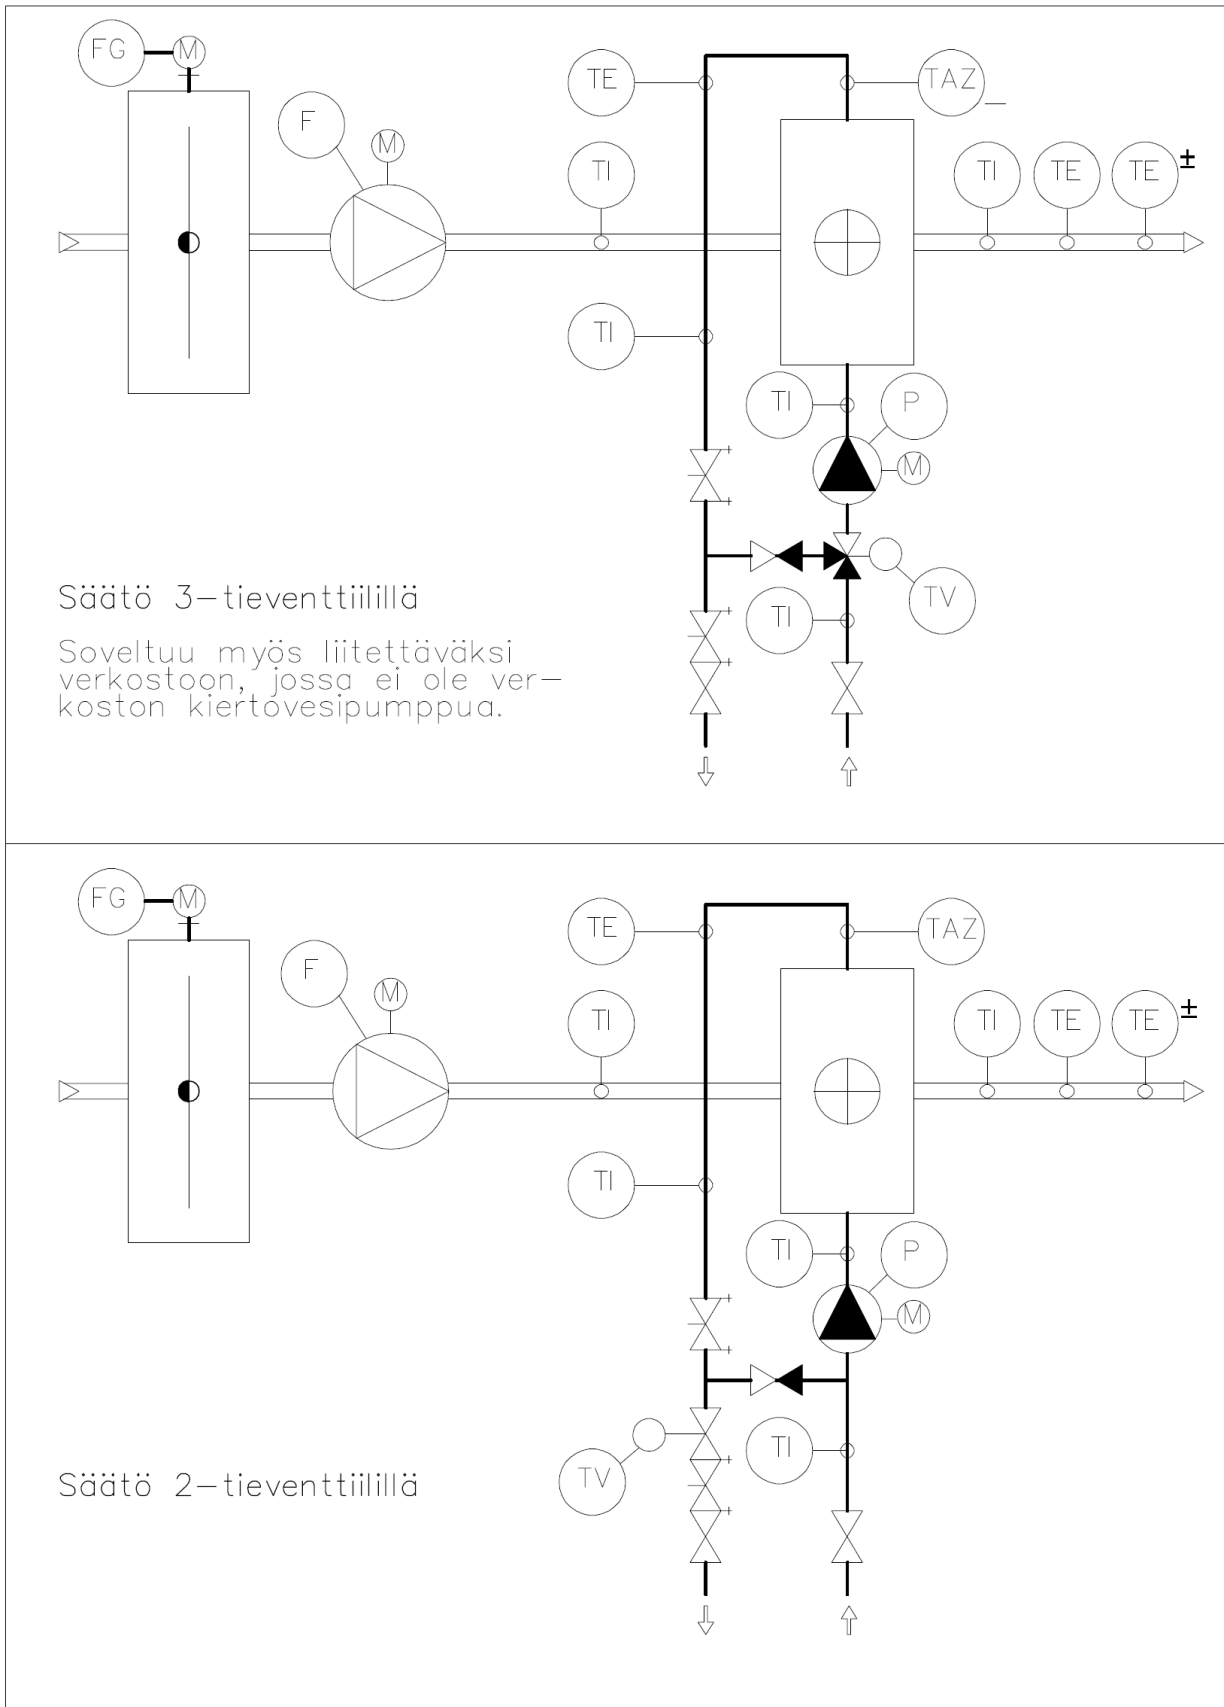 FG
M
F
M
TE
TAZ
TI
TI
TE
TE
±
TI
TI
P
M
TI
TV
Säätö 3-tieventtiilillä
Soveltuu myös liitettäväksi
verkostoon, jossa ei ole ver-
koston kiertovesipumppua.
FG
M
F
M
TE
TAZ
TI
TI
TE
TE
±
TI
TI
P
M
TI
TV
Säätö 2-tieventtiilillä